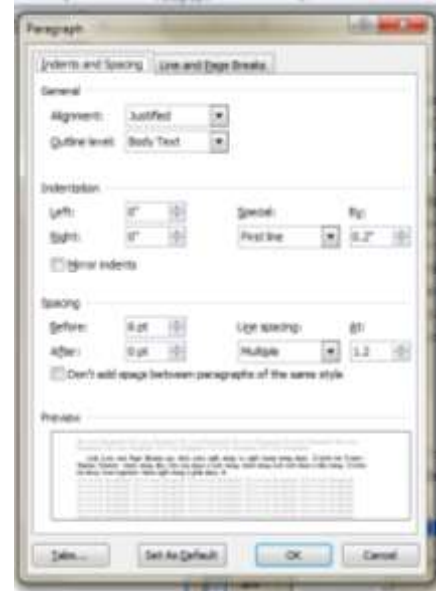 Paragraph
Indents and Spacing Line and Page Breaks
General
Alignment: Justified
Outline level: Body Text
Indentation
Left: 0" Special: By:
Right: 0" First line 0.2"
Mirror indents
Spacing
Before: 6 pt Line spacing: At:
After: 0 pt Multiple 1.2
Don't add space between paragraphs of the same style
Preview
Tabs... Set As Default OK Cancel